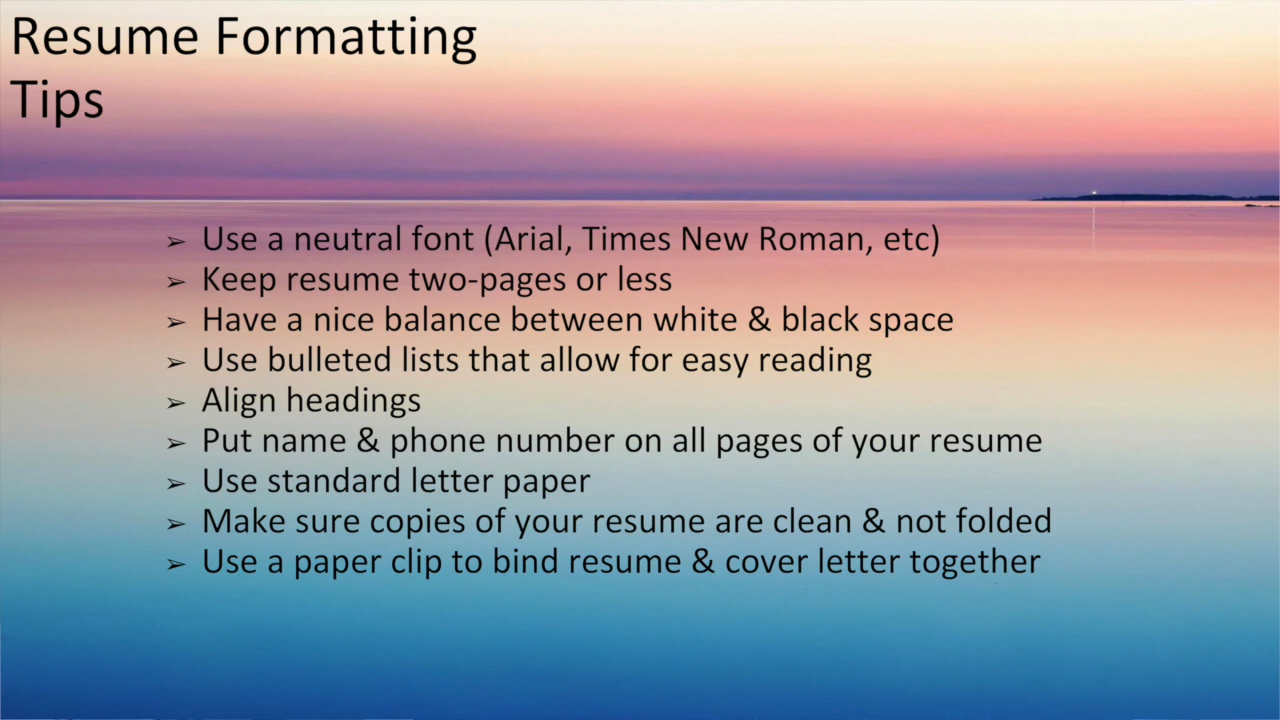 Resume Formatting
Tips
➢ Use a neutral font (Arial, Times New Roman, etc)
➢ Keep resume two-pages or less
➢ Have a nice balance between white & black space
➢ Use bulleted lists that allow for easy reading
➢ Align headings
➢ Put name & phone number on all pages of your resume
➢ Use standard letter paper
➢ Make sure copies of your resume are clean & not folded
➢ Use a paper clip to bind resume & cover letter together